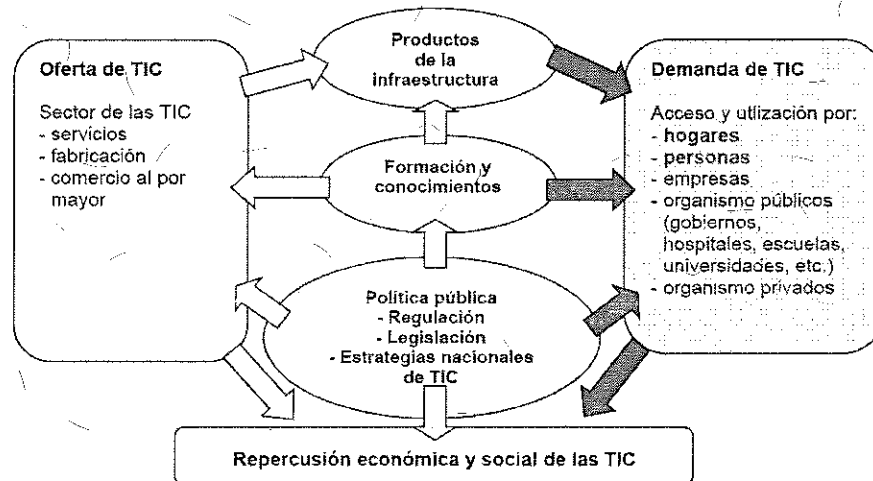 Oferta de TIC
Sector de las TIC
- servicios
- fabricación
- comercio al por
mayor
Productos
de la
infraestructura
Formación y
conocimientos
Política pública
- Regulación
- Legislación
- Estrategias nacionales
de TIC
Demanda de TIC
Acceso y utlización por:
- hogares
- personas
- empresas
- organismo públicos
(gobiernos,
hospitales, escuelas,
universidades, etc.)
- organismo privados
Repercusión económica y social de las TIC